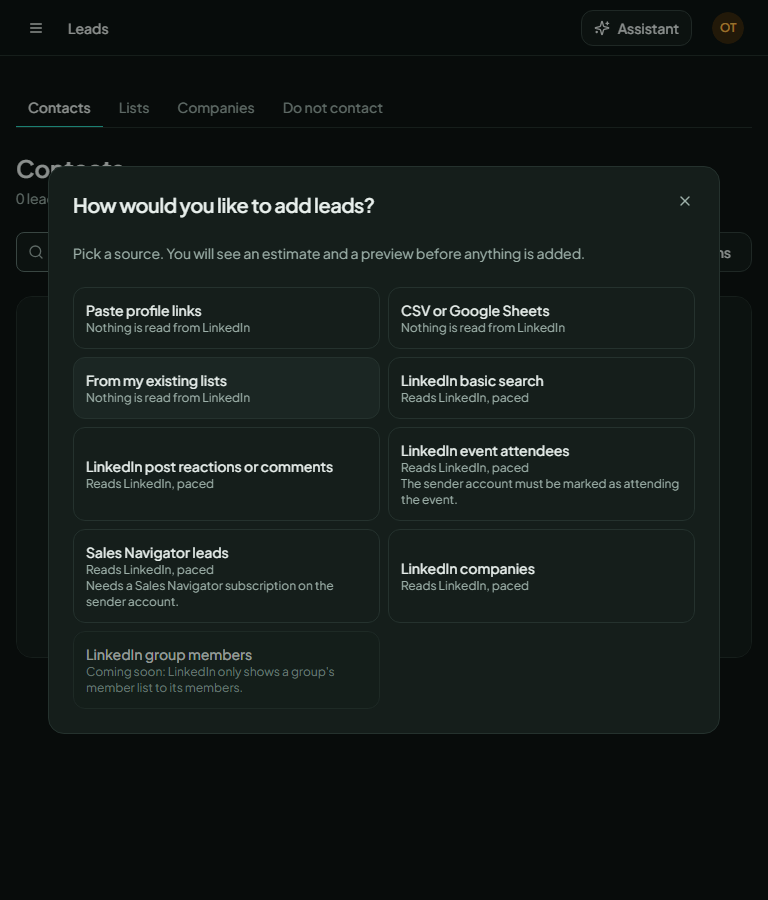 Leads
Assistant
OT
Contacts
Lists
Companies
Do not contact
0 lea
How would you like to add leads?
Pick a source. You will see an estimate and a preview before anything is added.
Paste profile links
Nothing is read from LinkedIn
CSV or Google Sheets
Nothing is read from LinkedIn
From my existing lists
Nothing is read from LinkedIn
LinkedIn basic search
Reads LinkedIn, paced
LinkedIn post reactions or comments
Reads LinkedIn, paced
LinkedIn event attendees
Reads LinkedIn, paced
The sender account must be marked as attending
the event.
Sales Navigator leads
Reads LinkedIn, paced
Needs a Sales Navigator subscription on the
sender account.
LinkedIn companies
Reads LinkedIn, paced
LinkedIn group members
Coming soon: LinkedIn only shows a group's
member list to its members.